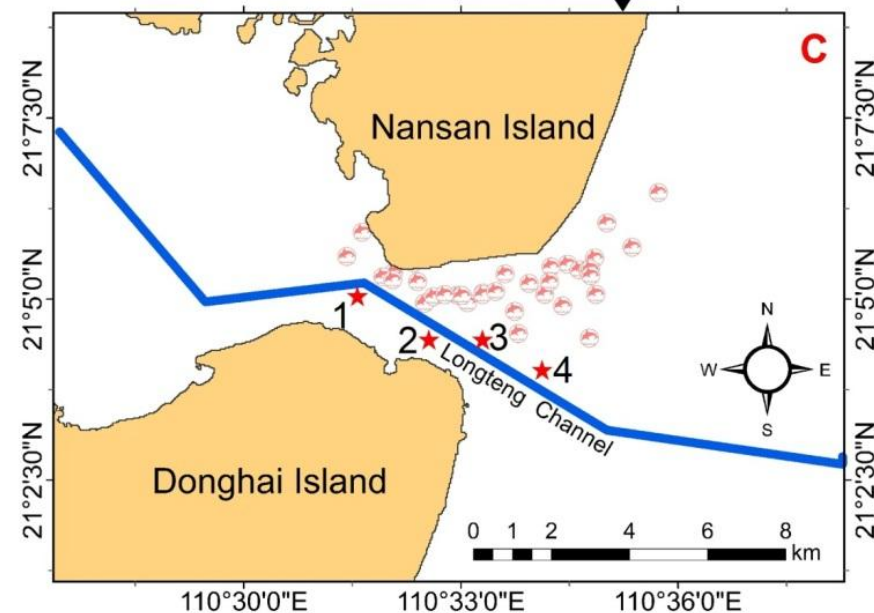 C
Nansan Island
21°7'30"N
21°7'30"N
21°5'0"N
21°5'0"N
1
2
3
4
Longteng Channel
N
W
E
S
Donghai Island
21°2'30"N
21°2'30"N
0 1 2 4 6 8
km
110°30'0"E 110°33'0"E 110°36'0"E